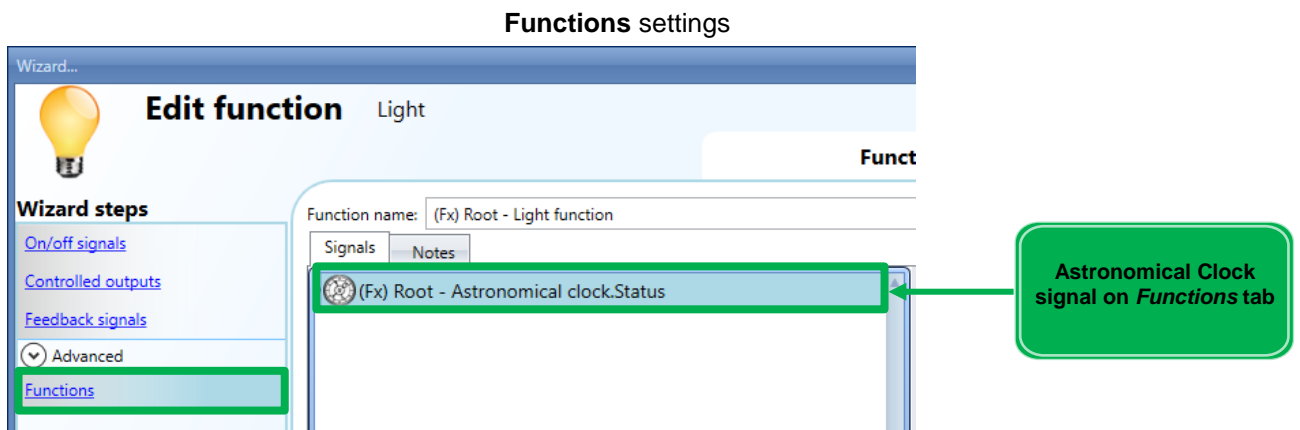 Functions settings
Wizard...
Edit function Light
Funct
Wizard steps
On/off signals
Controlled outputs
Feedback signals
Advanced
Functions
Function name: (Fx) Root - Light function
Signals Notes
(Fx) Root - Astronomical clock.Status
Astronomical Clock
signal on Functions tab